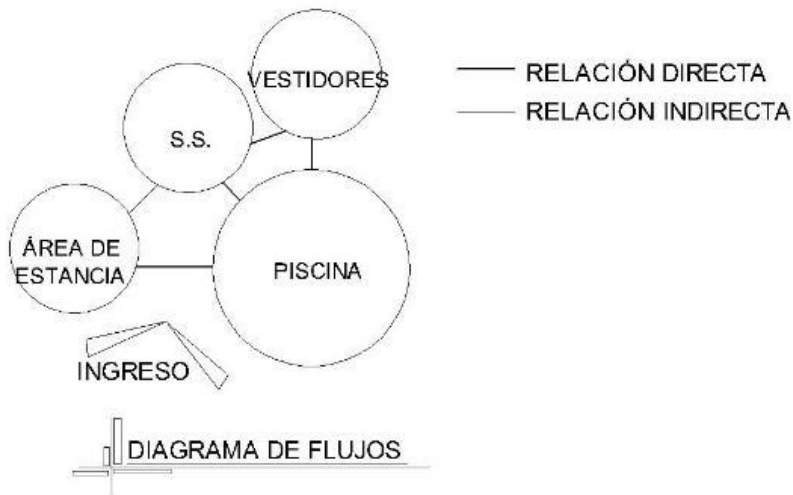 VESTIDORES
RELACIÓN DIRECTA
RELACIÓN INDIRECTA
S.S.
ÁREA DE
ESTANCIA
PISCINA
INGRESO
DIAGRAMA DE FLUJOS